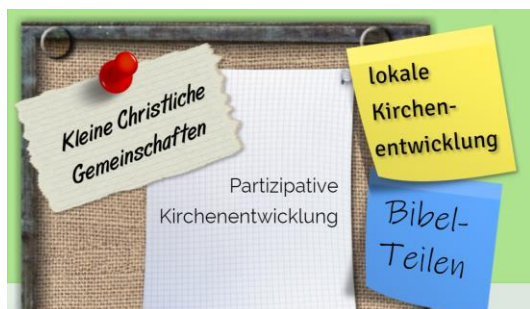 Kleine Christliche
Gemeinschaften
Partizipative
Kirchenentwicklung
lokale
Kirchen-
entwicklung
Bibel-
Teilen